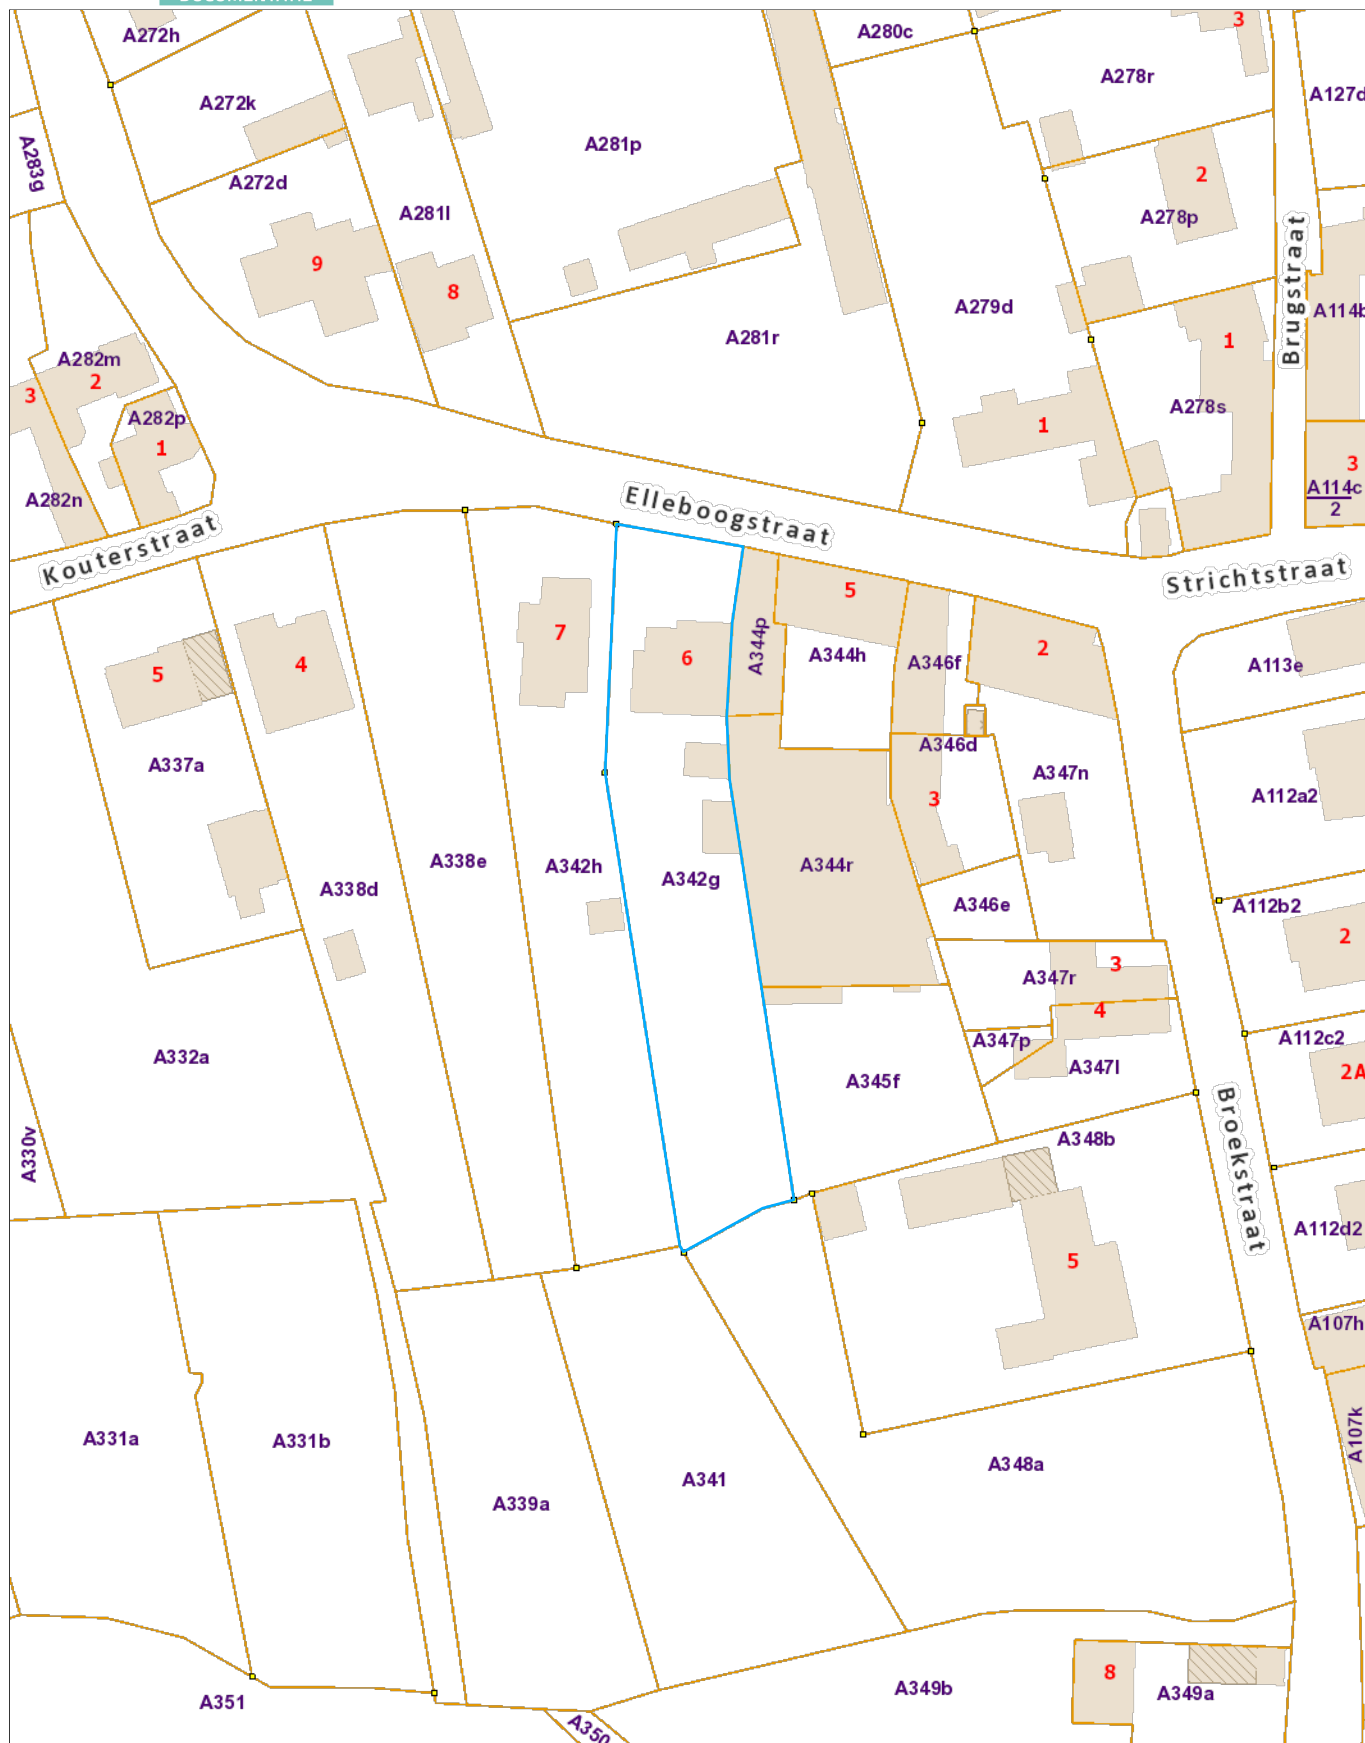 A272h
A280c
3
A278r
A272k
A127d
A281p
A283g
A272d
2
A281l
A278p
9
8
Brugstraat
A279d
A114b
A281r
1
A282m
2
3
A278s
A282p
1
1
3
A114c
2
A282n
Elleboogstraat
Kouterstraat
Strichtstraat
5
7
2
A344p
A344h
6
A346f
4
A113e
5
A346d
A337a
A347n
A112a2
3
A338e
A342h
A344r
A342g
A338d
A346e
A112b2
2
3
A347r
4
A112c2
A347p
A332a
A347l
2A
A345f
A348b
Broekstraat
A330v
A112d2
5
A107h
A331a
A331b
A107k
A348a
A341
A339a
8
A349b
A349a
A351
A350